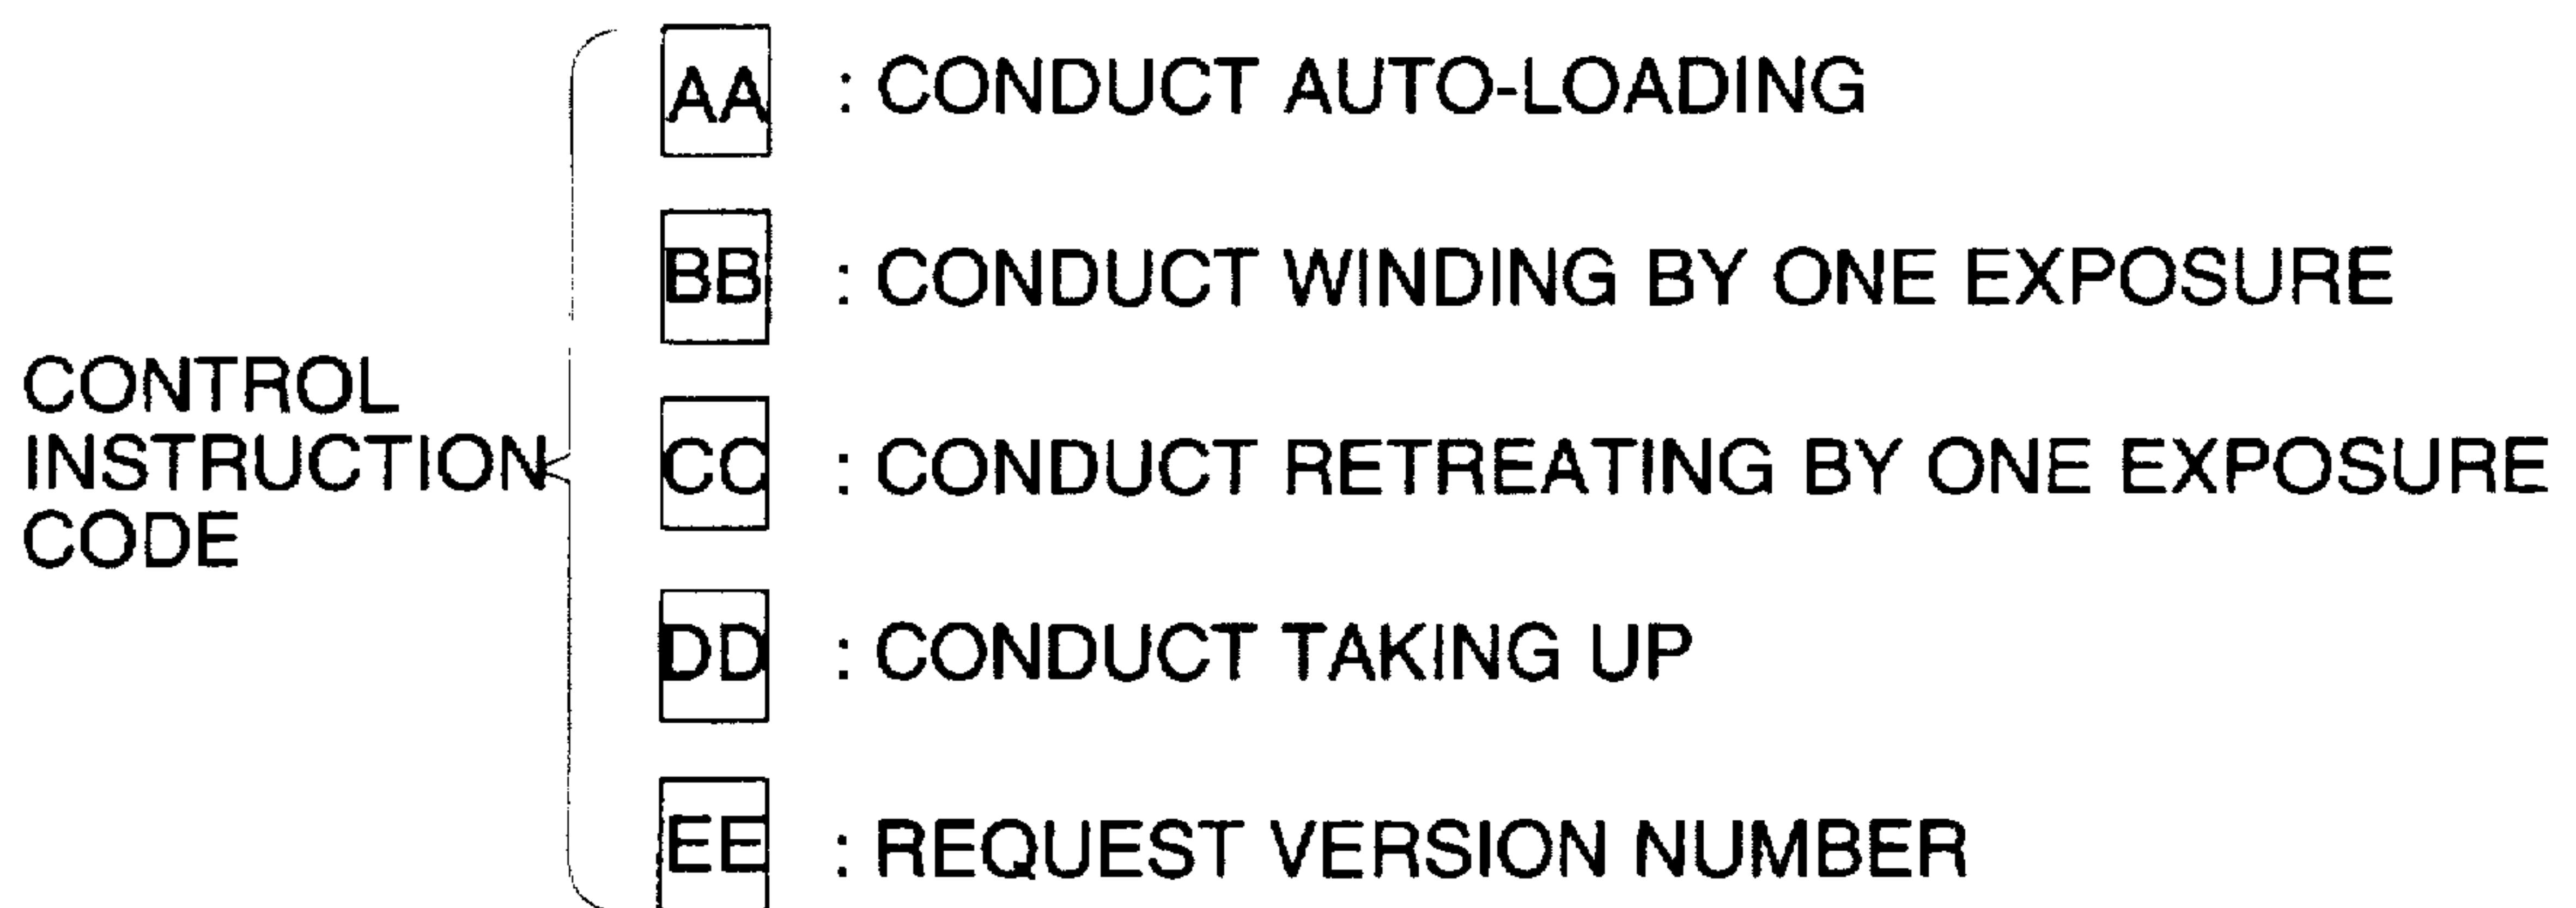 AA : CONDUCT AUTO-LOADING
BB : CONDUCT WINDING BY ONE EXPOSURE
CONTROL
INSTRUCTION
CODE
CC : CONDUCT RETREATING BY ONE EXPOSURE
DD : CONDUCT TAKING UP
EE : REQUEST VERSION NUMBER